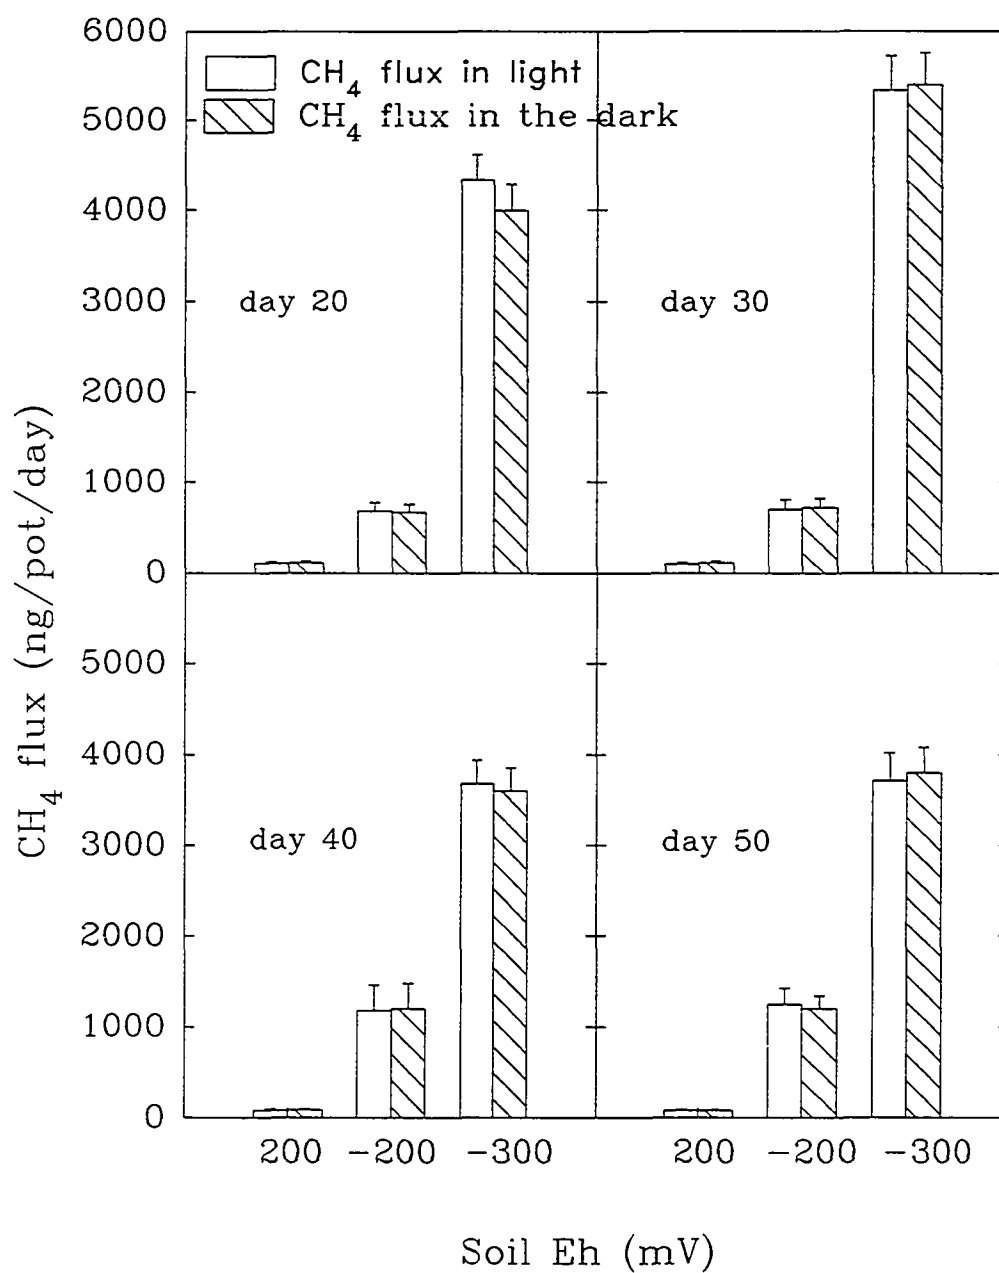 6000
CH4 flux in light
5000
CH4 flux in the dark
4000
3000
day 20
day 30
2000
1000
0
5000
4000
3000
day 40
day 50
2000
1000
0
200 −200 −300
200 −200 −300
CH4 flux (ng/pot/day)
Soil Eh (mV)